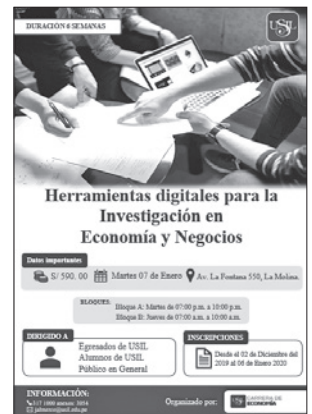 DURACIÓN 6 SEMANAS
USIL
Herramientas digitales para la
Investigación en
Economía y Negocios
Datos importantes:
S/ 590. 00 Martes 07 de Enero Av. La Fontana 550, La Molina.
BLOQUES:
Bloque A: Martes de 07:00 p.m. a 10:00 p.m.
Bloque B: Jueves de 07:00 a.m. a 10:00 a.m.
DIRIGIDO A
Egresados de USIL
Alumnos de USIL
Público en General
INSCRIPCIONES
Desde el 02 de Diciembre del
2019 al 06 de Enero 2020
INFORMACIÓN:
Organizado por:
USIL CARRERA DE
ECONOMÍA